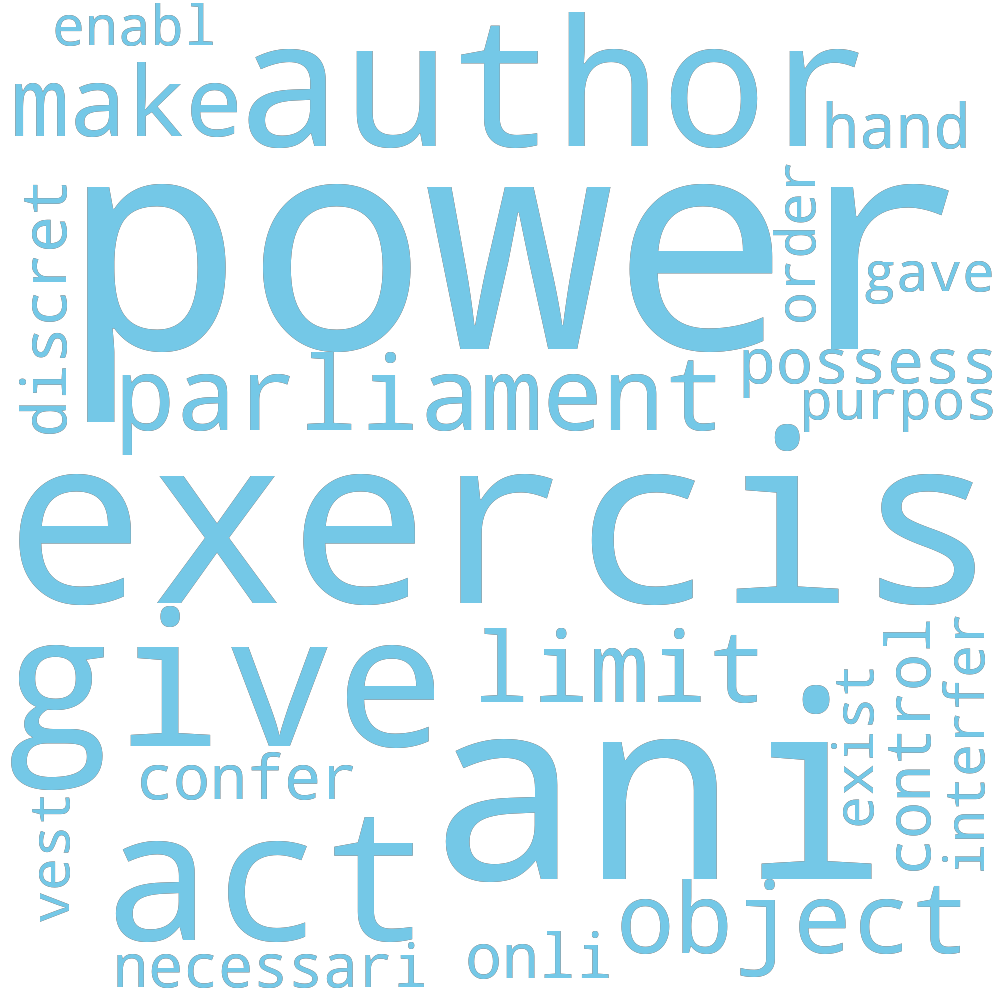 enabl
author
make
hand
power
order
discret
gave
parliament
possess
purpos
exercis
give
limit
control
interfer
exist
ani
confer
vest
act
object
onli
necessari